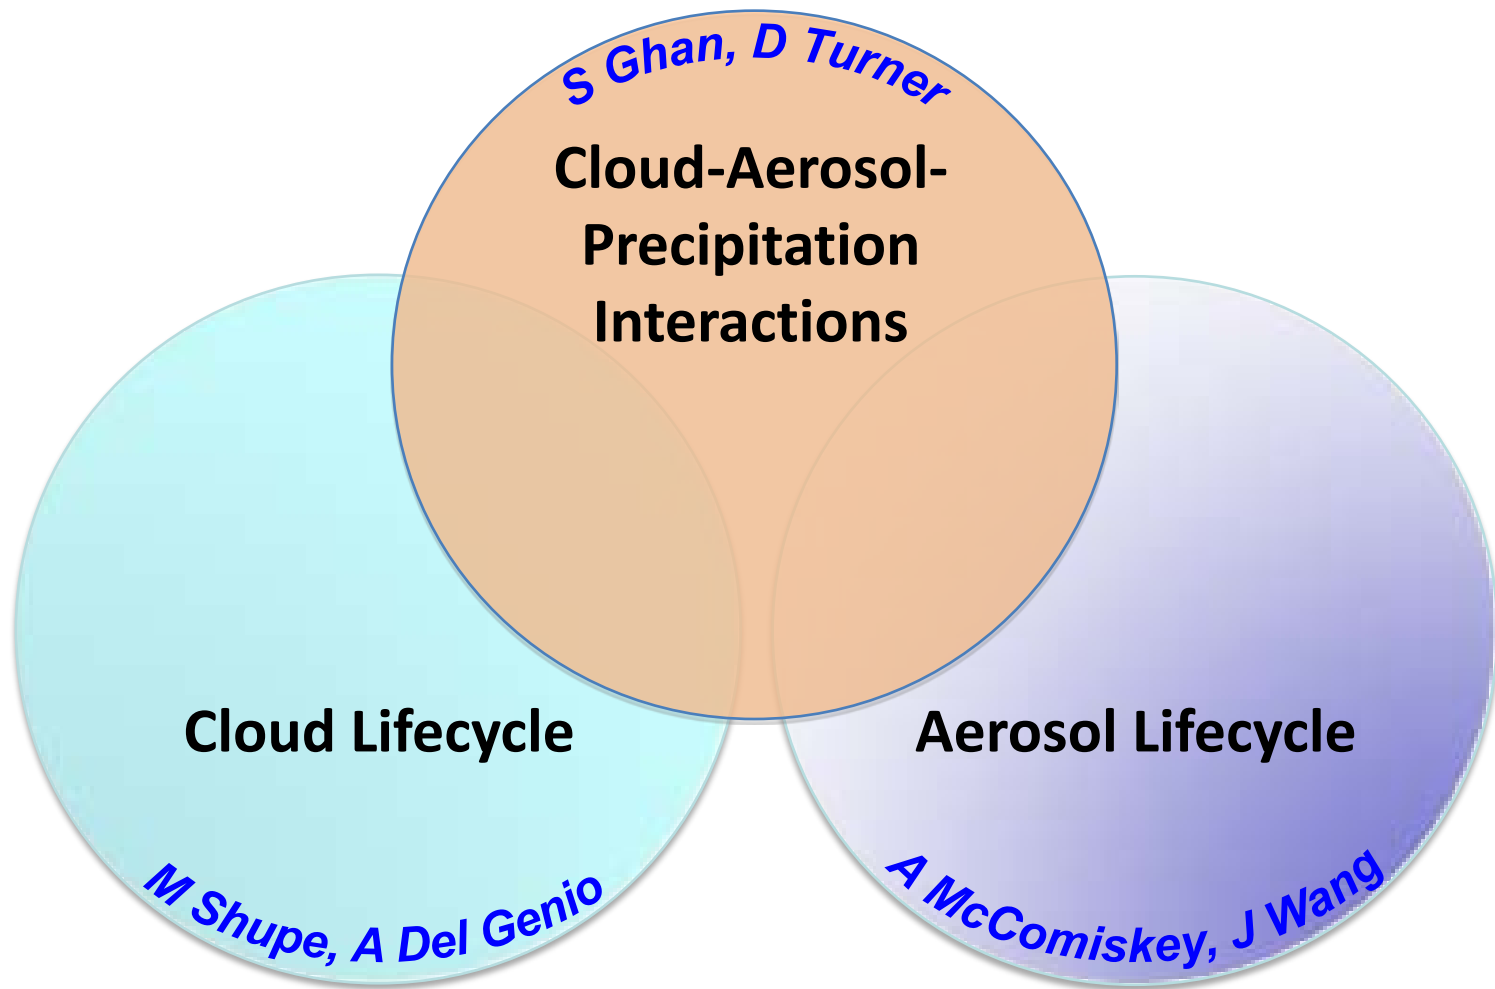 S Ghan, D Turner
Cloud-Aerosol-
Precipitation
Interactions
Cloud Lifecycle
M Shupe, A Del Genio
Aerosol Lifecycle
A McComiskey, J Wang